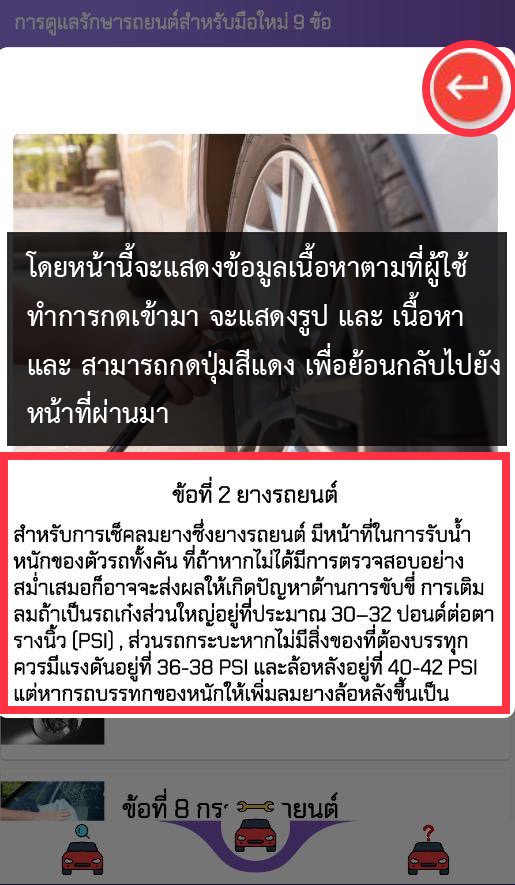 การดูแลรักษารถยนต์สำหรับมือใหม่ 9 ข้อ
โดยหน้านี้จะแสดงข้อมูลเนื้อหาตามที่ผู้ใช้
ทำการกดเข้ามา จะแสดงรูป และ เนื้อหา
และ สามารถกดปุ่มสีแดง เพื่อย้อนกลับไปยัง
หน้าที่ผ่านมา
ข้อที่ 2 ยางรถยนต์
สำหรับการเช็คลมยางซึ่งยางรถยนต์ มีหน้าที่ในการรับน้ำ
หนักของตัวรถทั้งคัน ที่ถ้าหากไม่ได้มีการตรวจสอบอย่าง
สม่ำเสมอก็อาจจะส่งผลให้เกิดปัญหาด้านการขับขี่ การเติม
ลมถ้าเป็นรถเก๋งส่วนใหญ่อยู่ที่ประมาณ 30–32 ปอนด์ต่อตา
รางนิ้ว (PSI) , ส่วนรถกระบะหากไม่มีสิ่งของที่ต้องบรรทุก
ควรมีแรงดันอยู่ที่ 36-38 PSI และล้อหลังอยู่ที่ 40-42 PSI
แต่หากรถบรรทกของหนักให้เพิ่มลมยางล้อหลังขึ้นเป็น
ข้อที่ 8
?